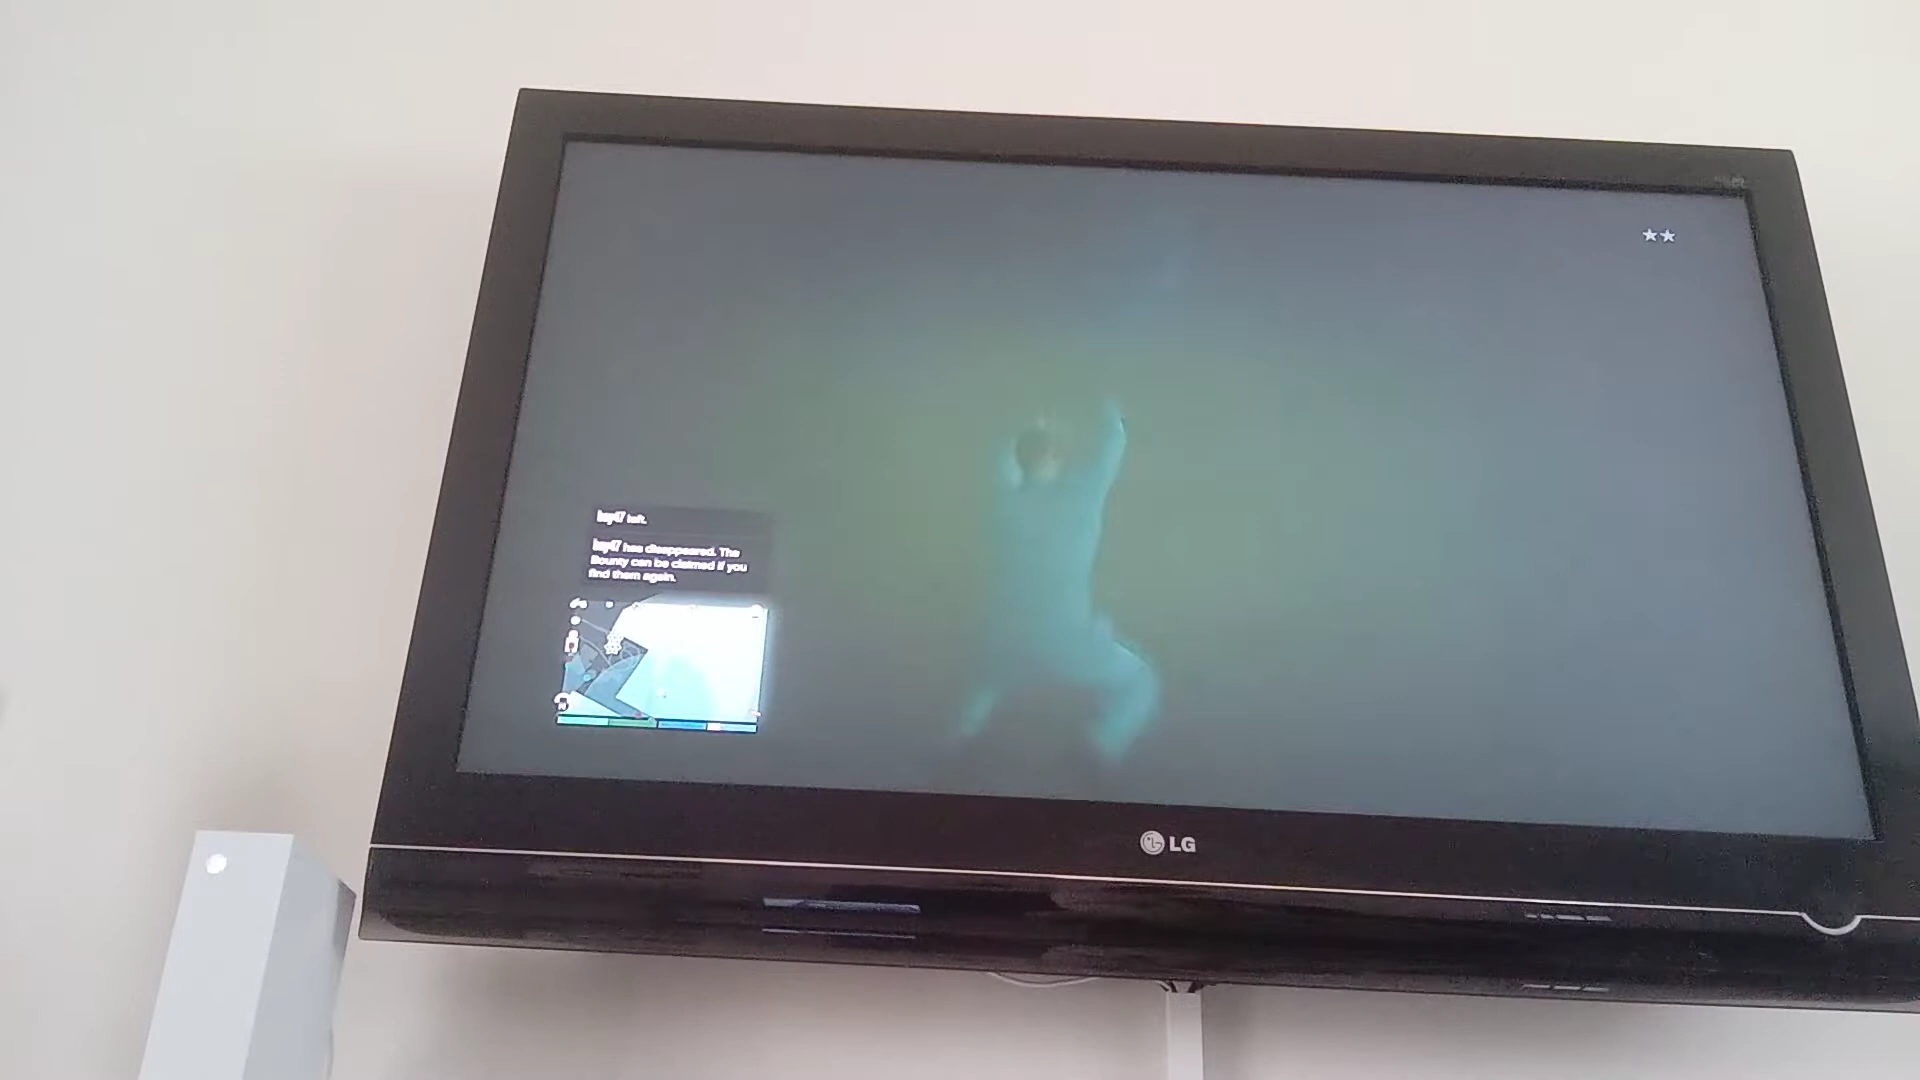 left.
has disappeared. The
Bounty can be claimed if you
find them again.
LG